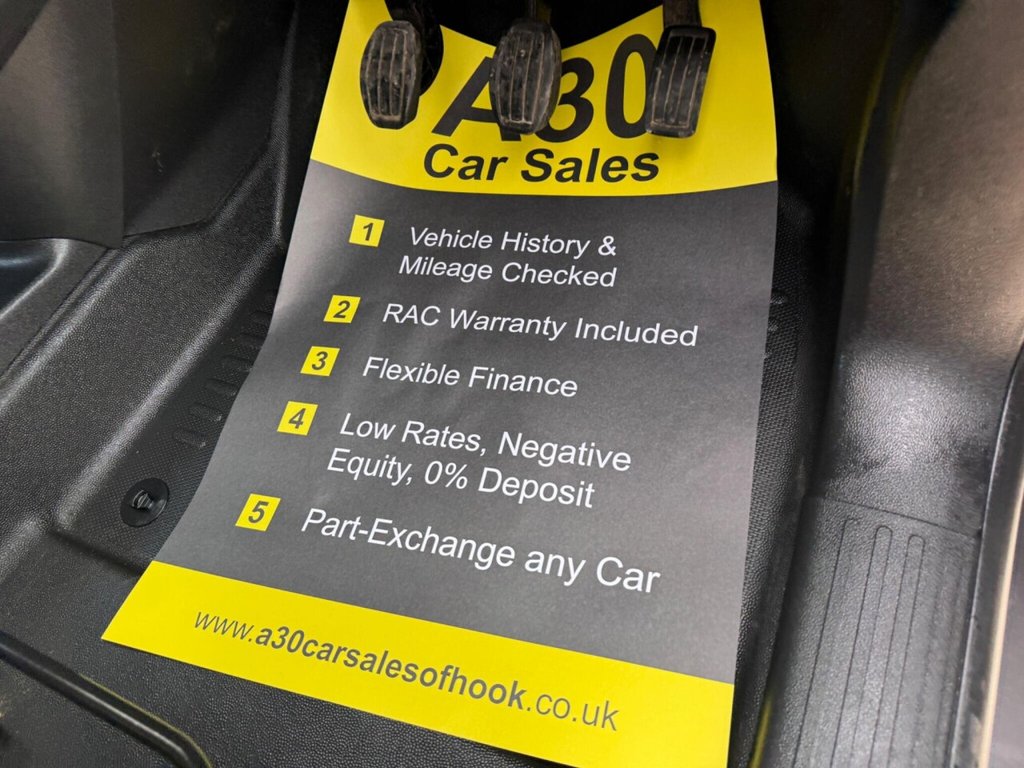 A30
Car Sales
1 Vehicle History &
Mileage Checked
2 RAC Warranty Included
3 Flexible Finance
4 Low Rates, Negative
Equity, 0% Deposit
5 Part-Exchange any Car
www.a30carsalesofhook.co.uk